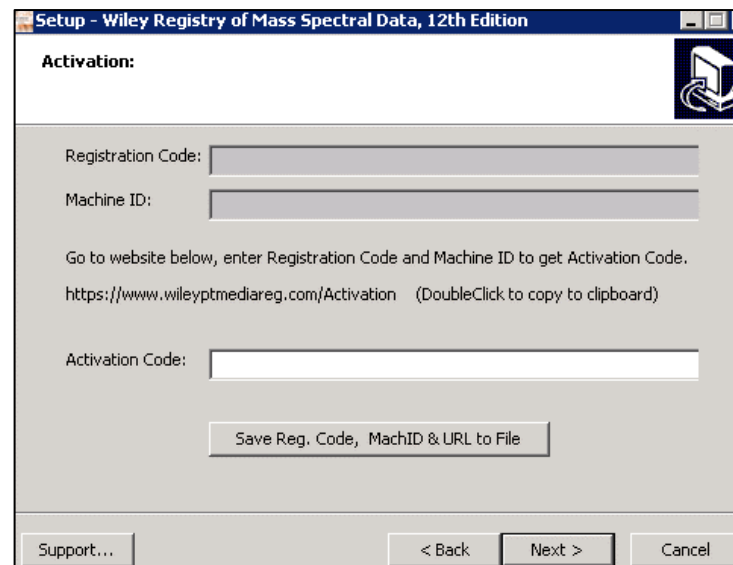 Setup - Wiley Registry of Mass Spectral Data, 12th Edition
Activation:
Registration Code:
Machine ID:
Go to website below, enter Registration Code and Machine ID to get Activation Code.
https://www.wileyptmediareg.com/Activation (DoubleClick to copy to clipboard)
Activation Code:
Save Reg. Code, MachID & URL to File
Support... < Back Next > Cancel